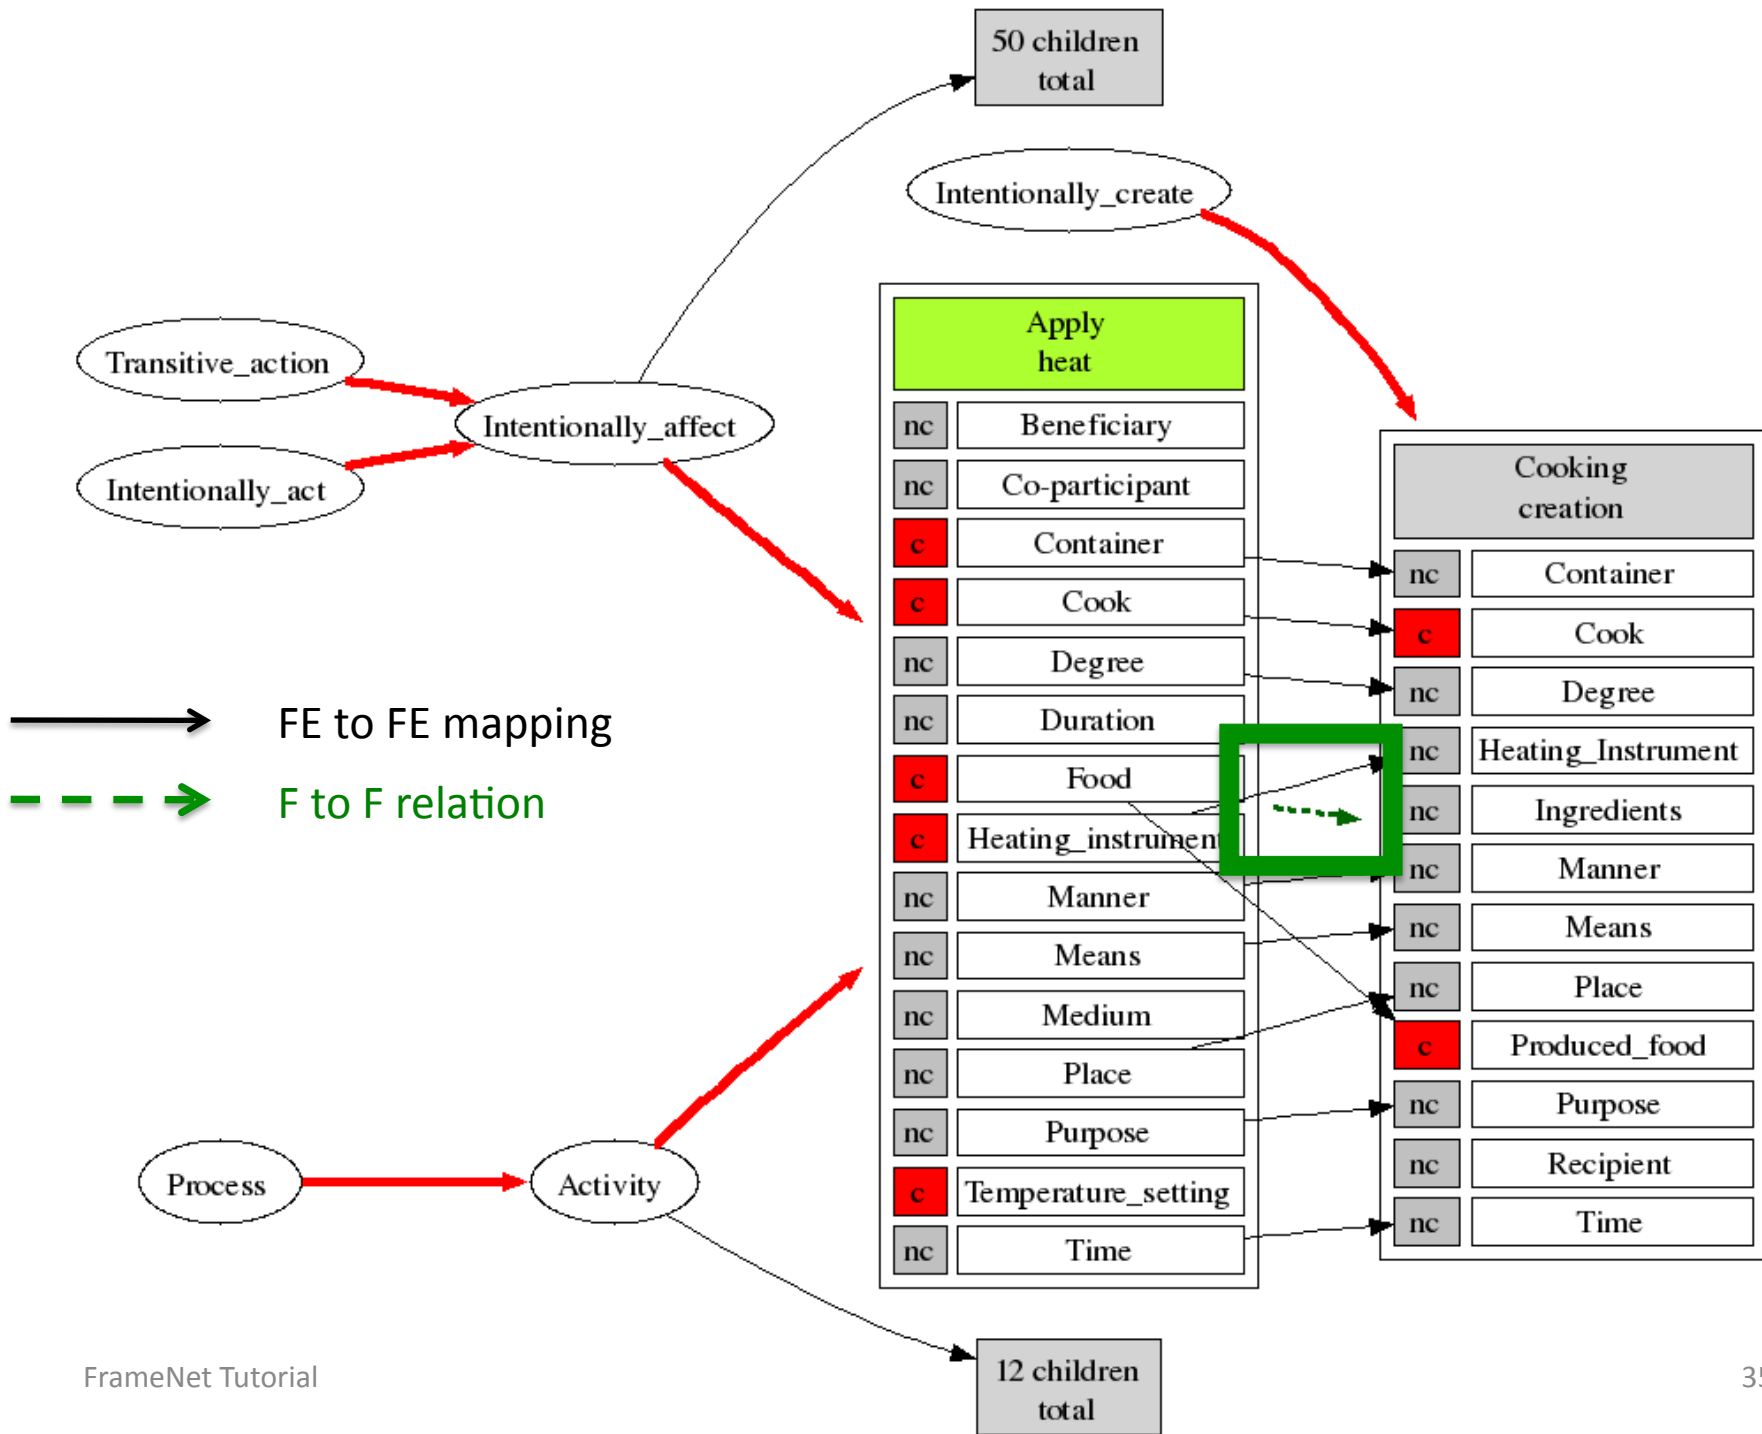 50 children
total
Intentionally_create
Transitive_action
Intentionally_affect
Intentionally_act
Apply
heat
nc Beneficiary
nc Co-participant
c Container
c Cook
nc Degree
nc Duration
c Food
c Heating_instrument
nc Manner
nc Means
nc Medium
nc Place
nc Purpose
c Temperature_setting
nc Time
Cooking
creation
nc Container
c Cook
nc Degree
nc Heating_Instrument
nc Ingredients
nc Manner
nc Means
nc Place
c Produced_food
nc Purpose
nc Recipient
nc Time
FE to FE mapping
F to F relation
Process
Activity
12 children
total
FrameNet Tutorial
35